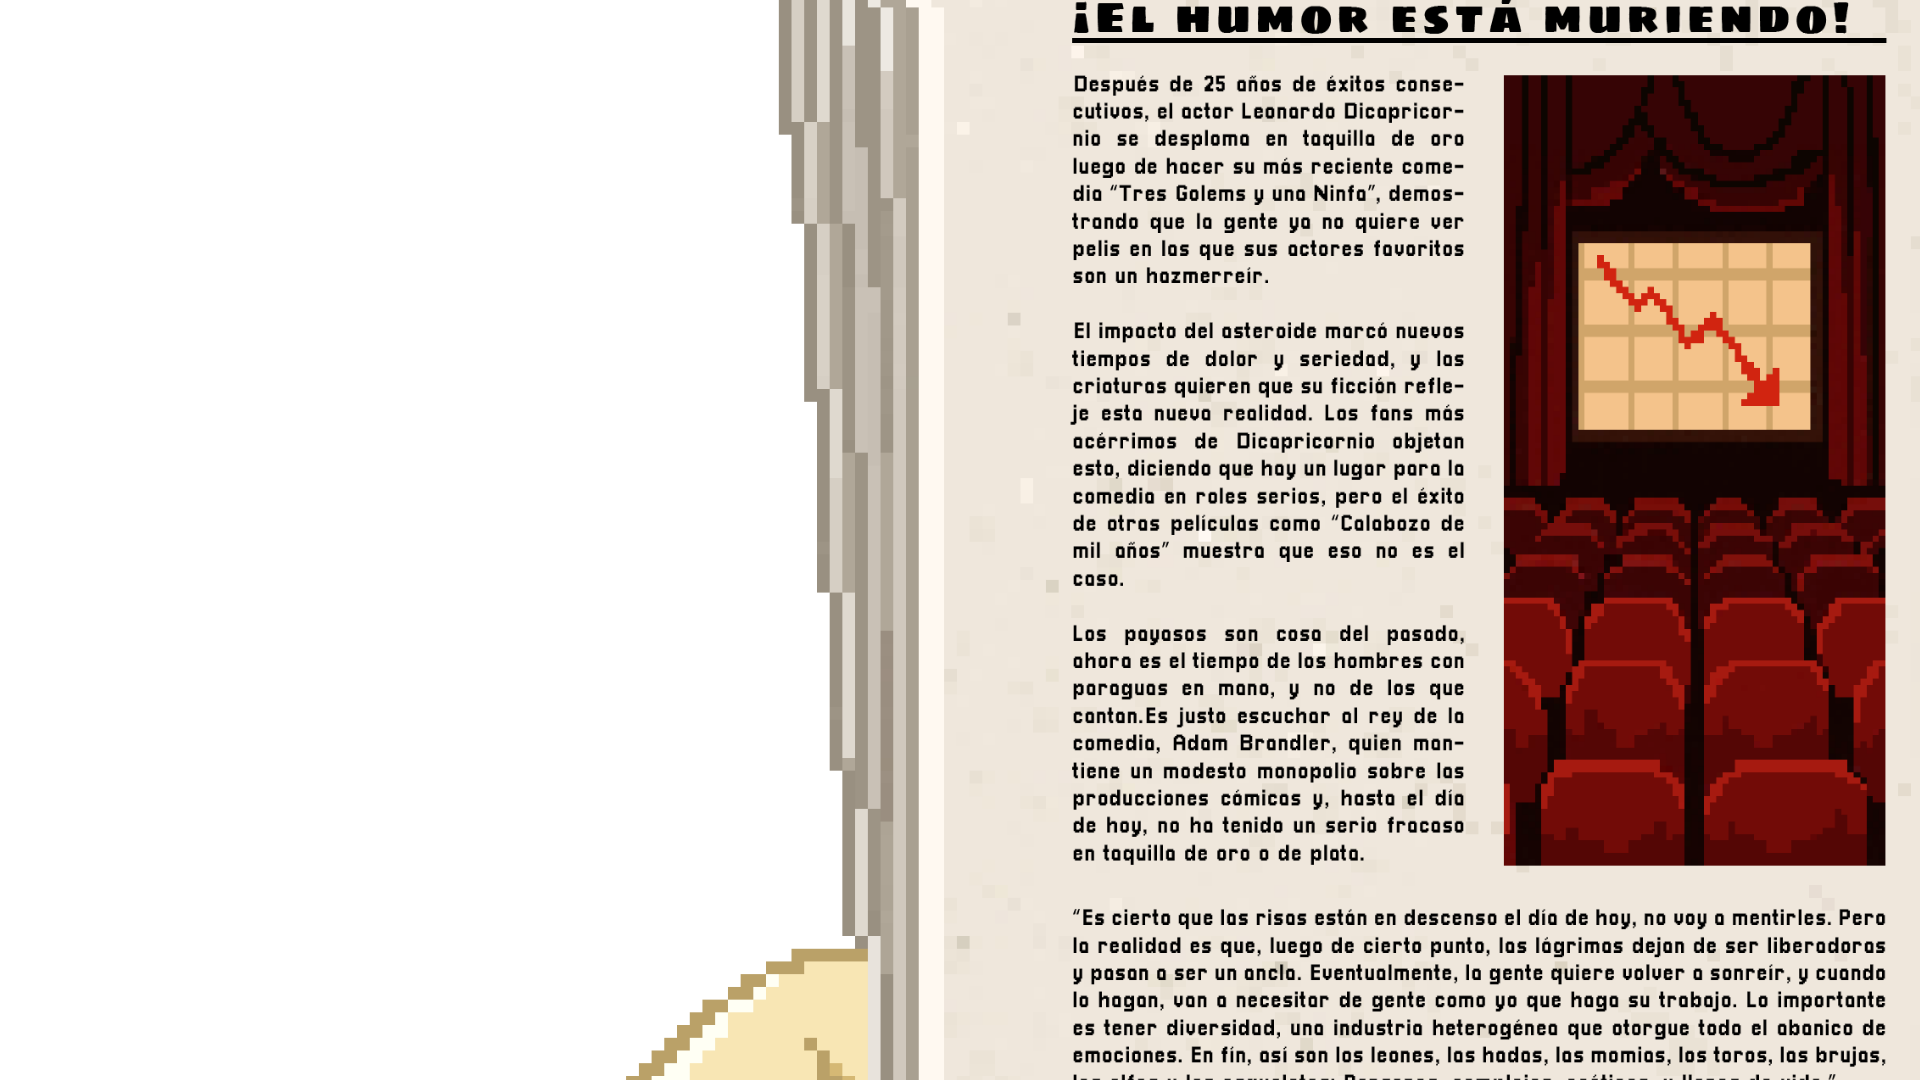 ¡El humor está muriendo!
Después de 25 años de éxitos conse-
cutivos, el actor Leonardo Dicapricor-
nio se desploma en taquilla de oro
luego de hacer su más reciente come-
dia "Tres Golems y una Ninfa", demos-
trando que la gente ya no quiere ver
pelis en las que sus actores favoritos
son un hazmerreír.
El impacto del asteroide marcó nuevos
tiempos de dolor y seriedad, y las
criaturas quieren que su ficción refle-
je esta nueva realidad. Los fans más
acérrimos de Dicapricornio objetan
esto, diciendo que hay un lugar para la
comedia en roles serios, pero el éxito
de otras películas como "Calabozo de
mil años" muestra que eso no es el
caso.
Los payasos son cosa del pasado,
ahora es el tiempo de los hombres con
paraguas en mano, y no de los que
cantan.Es justo escuchar al rey de la
comedia, Adam Brandler, quien man-
tiene un modesto monopolio sobre las
producciones cómicas y, hasta el día
de hoy, no ha tenido un serio fracaso
en taquilla de oro o de plata.
"Es cierto que las risas están en descenso el día de hoy, no voy a mentirles. Pero
la realidad es que, luego de cierto punto, las lágrimas dejan de ser liberadoras
y pasan a ser un ancla. Eventualmente, la gente quiere volver a sonreír, y cuando
lo hagan, van a necesitar de gente como yo que haga su trabajo. Lo importante
es tener diversidad, una industria heterogénea que otorgue todo el abanico de
emociones. En fín, así son los leones, las hadas, las momias, los toros, las brujas,